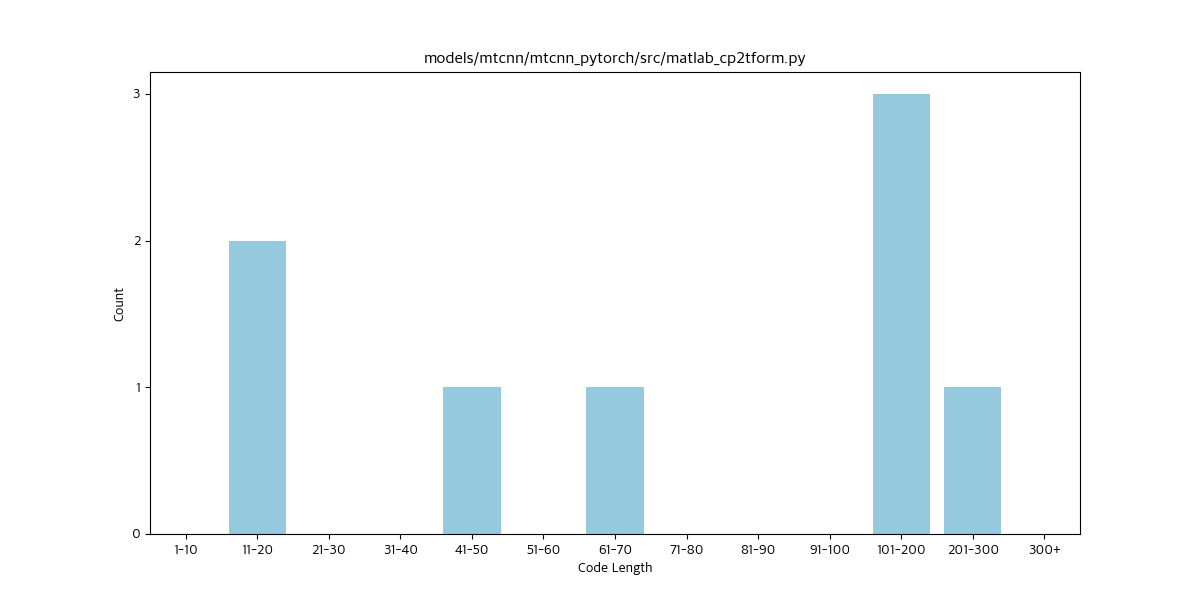 models/mtcnn/mtcnn_pytorch/src/matlab_cp2tform.py
3
2
1
0
Count
1-10 11-20 21-30 31-40 41-50 51-60 61-70 71-80 81-90 91-100 101-200 201-300 300+
Code Length